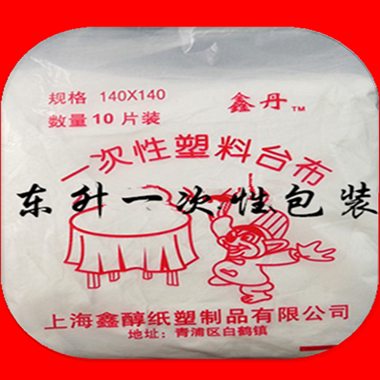 规格 140X140
鑫丹™
数量 10片装
一次性塑料台布
东升一次性包装
上海鑫醇纸塑制品有限公司
地址：青浦区白鹤镇